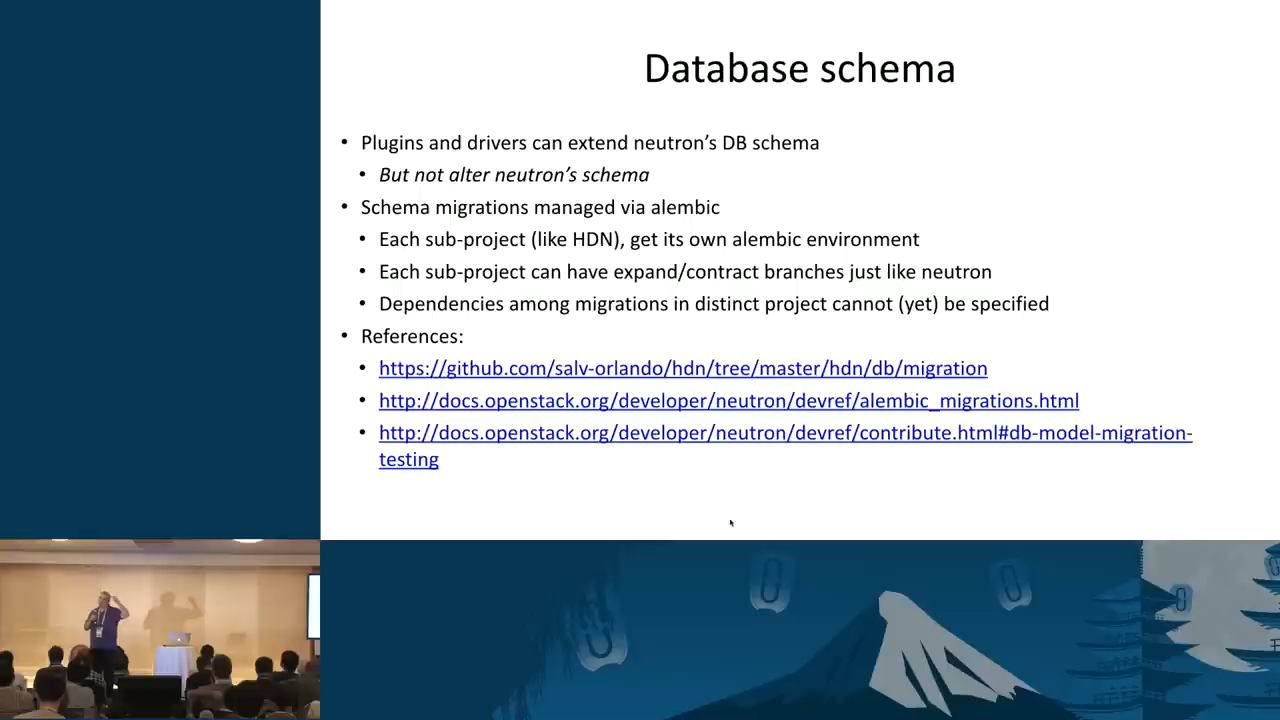 Database schema
• Plugins and drivers can extend neutron's DB schema
• But not alter neutron's schema
• Schema migrations managed via alembic
• Each sub-project (like HDN), get its own alembic environment
• Each sub-project can have expand/contract branches just like neutron
• Dependencies among migrations in distinct project cannot (yet) be specified
• References:
• https://github.com/salv-orlando/hdn/tree/master/hdn/db/migration
• http://docs.openstack.org/developer/neutron/devref/alembic_migrations.html
• http://docs.openstack.org/developer/neutron/devref/contribute.html#db-model-migration-
testing